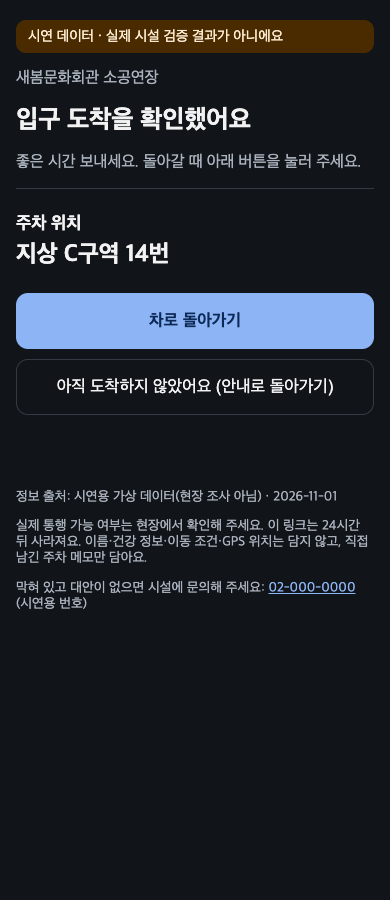 시연 데이터 · 실제 시설 검증 결과가 아니에요
새봄문화회관 소공연장
입구 도착을 확인했어요
좋은 시간 보내세요. 돌아갈 때 아래 버튼을 눌러 주세요.
주차 위치
지상 C구역 14번
차로 돌아가기
아직 도착하지 않았어요 (안내로 돌아가기)
정보 출처: 시연용 가상 데이터(현장 조사 아님) · 2026-11-01
실제 통행 가능 여부는 현장에서 확인해 주세요. 이 링크는 24시간
뒤 사라져요. 이름·건강 정보·이동 조건·GPS 위치는 담지 않고, 직접
남긴 주차 메모만 담아요.
막혀 있고 대안이 없으면 시설에 문의해 주세요: 02-000-0000
(시연용 번호)